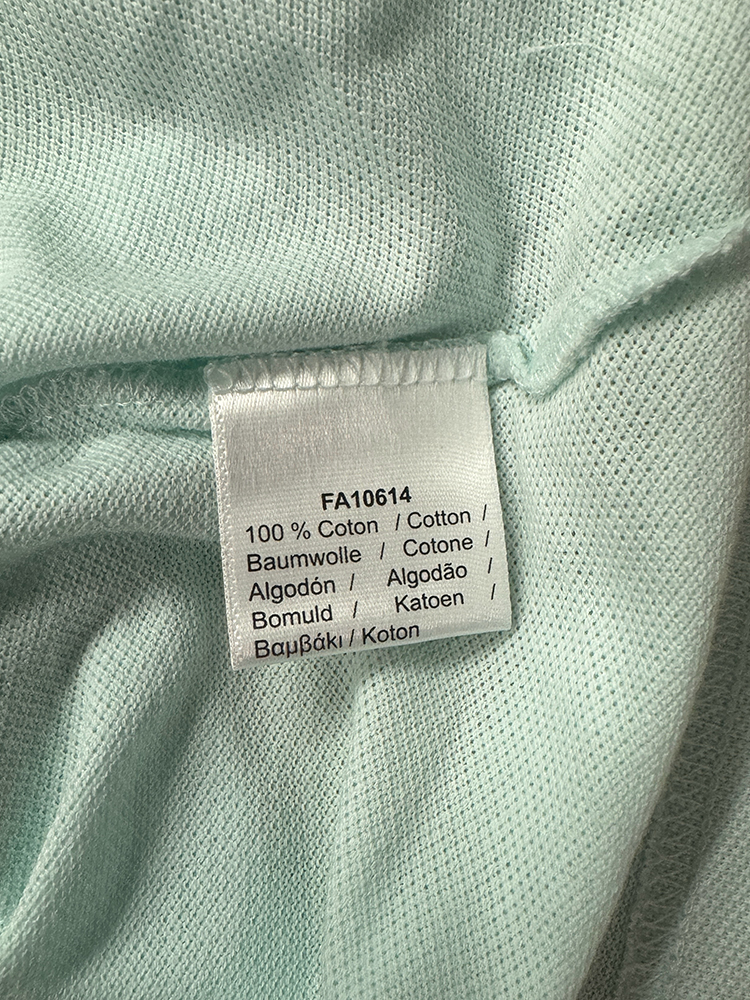 FA10614
100 % Coton / Cotton /
Baumwolle / Cotone /
Algodón / Algodão /
Bomuld / Katoen /
Βαμβάκι / Koton